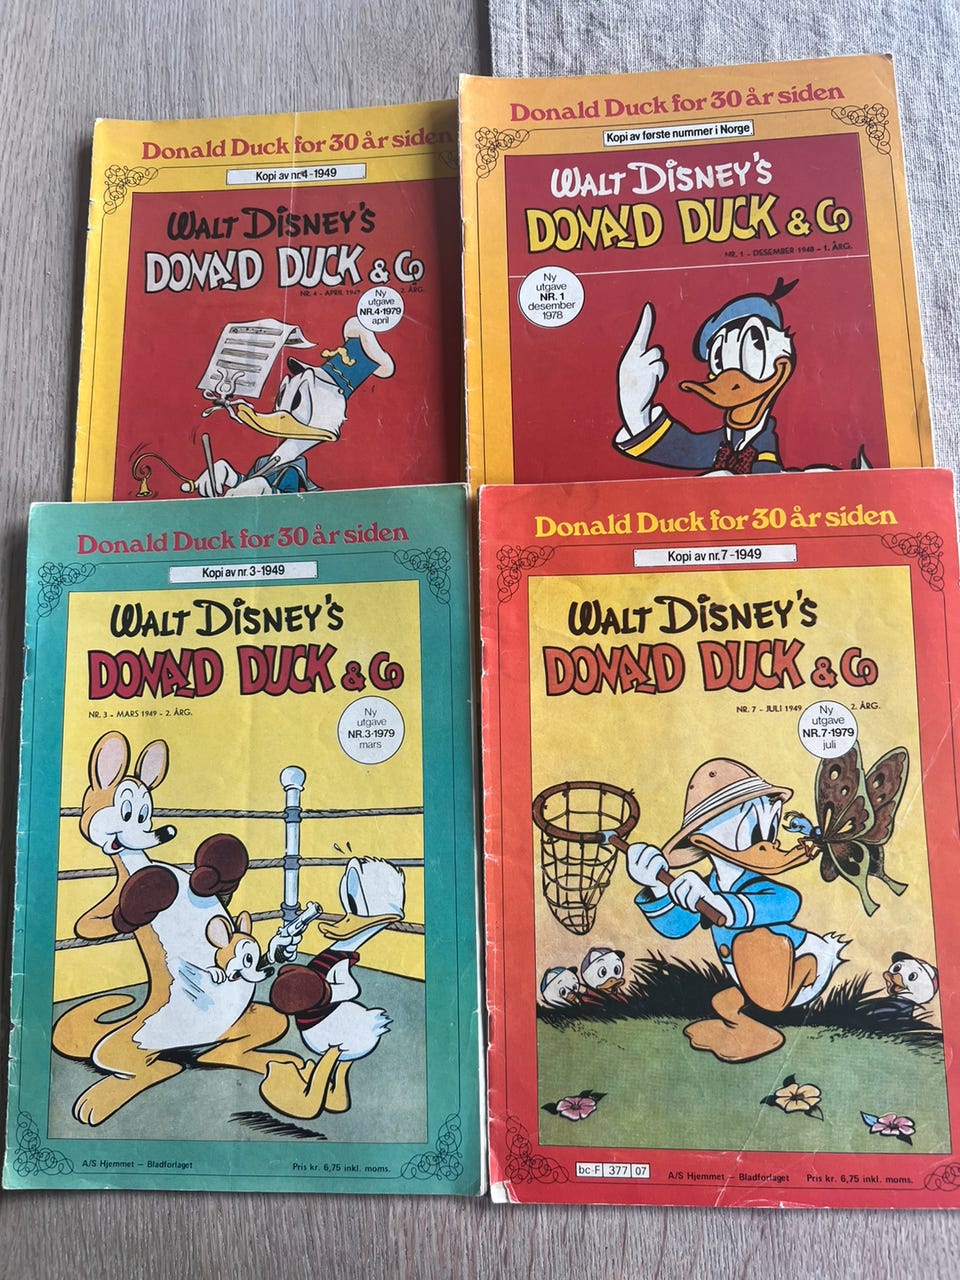 Donald Duck for 30 år siden
Kopi av nr. 4-1949
WALT DISNEY'S
DONALD DUCK & Co
NR. 4 - APRIL 1949
2. ÅRG.
Ny
utgave
NR.4-1979
april
Donald Duck for 30 år siden
Kopi av første nummer i Norge
WALT DISNEY'S
DONALD DUCK & Co
NR. 1 - DESEMBER 1948 - 1. ÅRG.
Ny
utgave
NR. 1
desember
1978
Donald Duck for 30 år siden
Kopi av nr. 3-1949
WALT DISNEY'S
DONALD DUCK & Co
NR. 3 - MARS 1949 - 2. ÅRG.
Ny
utgave
NR.3-1979
mars
A/S Hjemmet — Bladforlaget
Pris kr. 6,75 inkl. moms.
Donald Duck for 30 år siden
Kopi av nr. 7-1949
WALT DISNEY'S
DONALD DUCK & Co
NR. 7 - JULI 1949
2. ÅRG.
Ny
utgave
NR.7-1979
juli
bc-F 377 07
A/S Hjemmet — Bladforlaget
Pris kr. 6,75 inkl. moms.